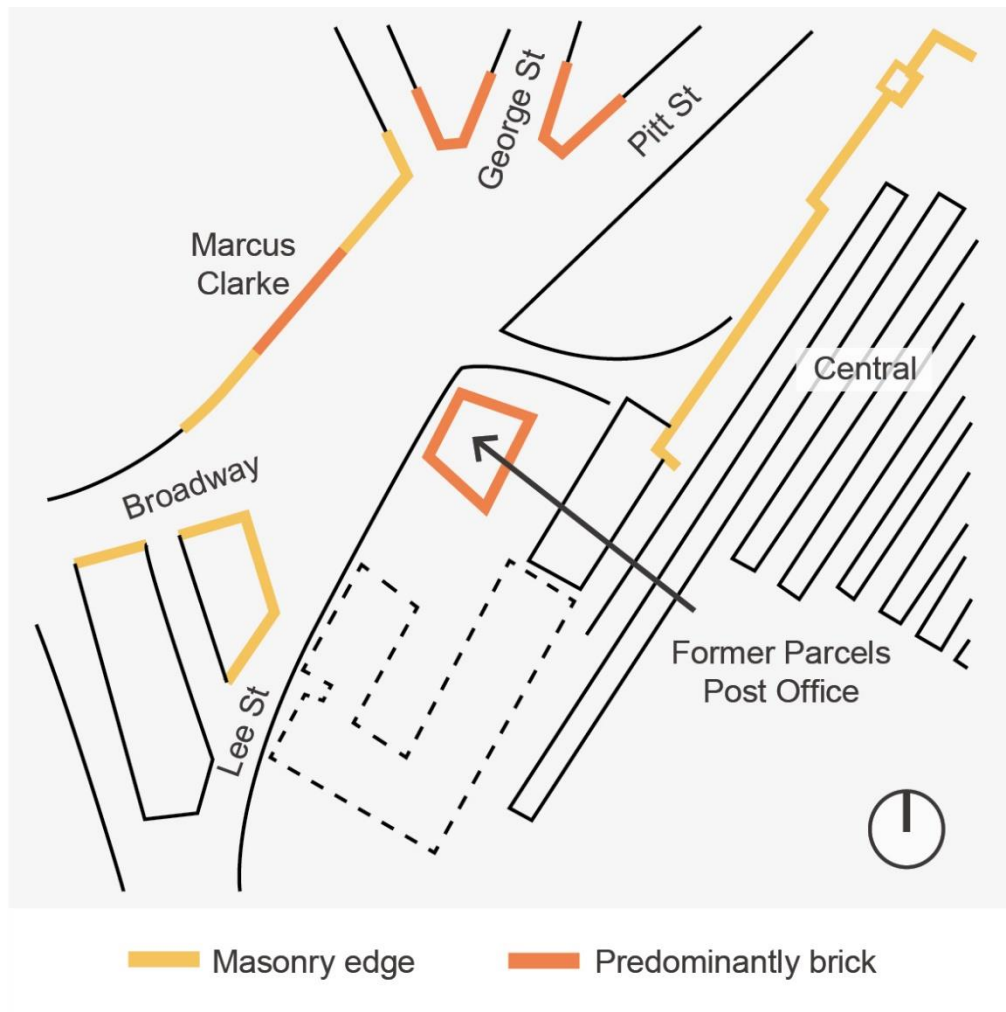 George St
Pitt St
Marcus
Clarke
Central
Broadway
Former Parcels
Post Office
Lee St
Masonry edge
Predominantly brick